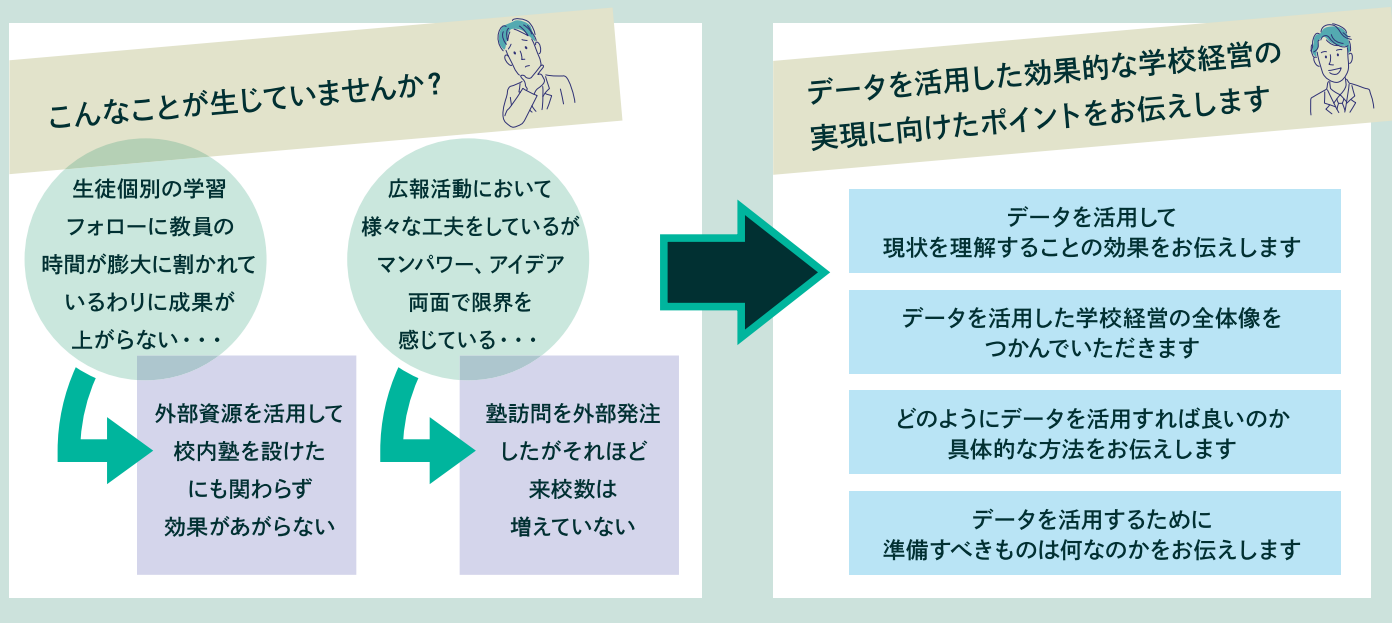 こんなことが生じていませんか？
生徒個別の学習
フォローに教員の
時間が膨大に割かれて
いるわりに成果が
上がらない・・・
外部資源を活用して
校内塾を設けた
にも関わらず
効果があがらない
広報活動において
様々な工夫をしているが
マンパワー、アイデア
両面で限界を
感じている・・・
塾訪問を外部発注
したがそれほど
来校数は
増えていない
データを活用した効果的な学校経営の
実現に向けたポイントをお伝えします
データを活用して
現状を理解することの効果をお伝えします
データを活用した学校経営の全体像を
つかんでいただきます
どのようにデータを活用すれば良いのか
具体的な方法をお伝えします
データを活用するために
準備すべきものは何なのかをお伝えします